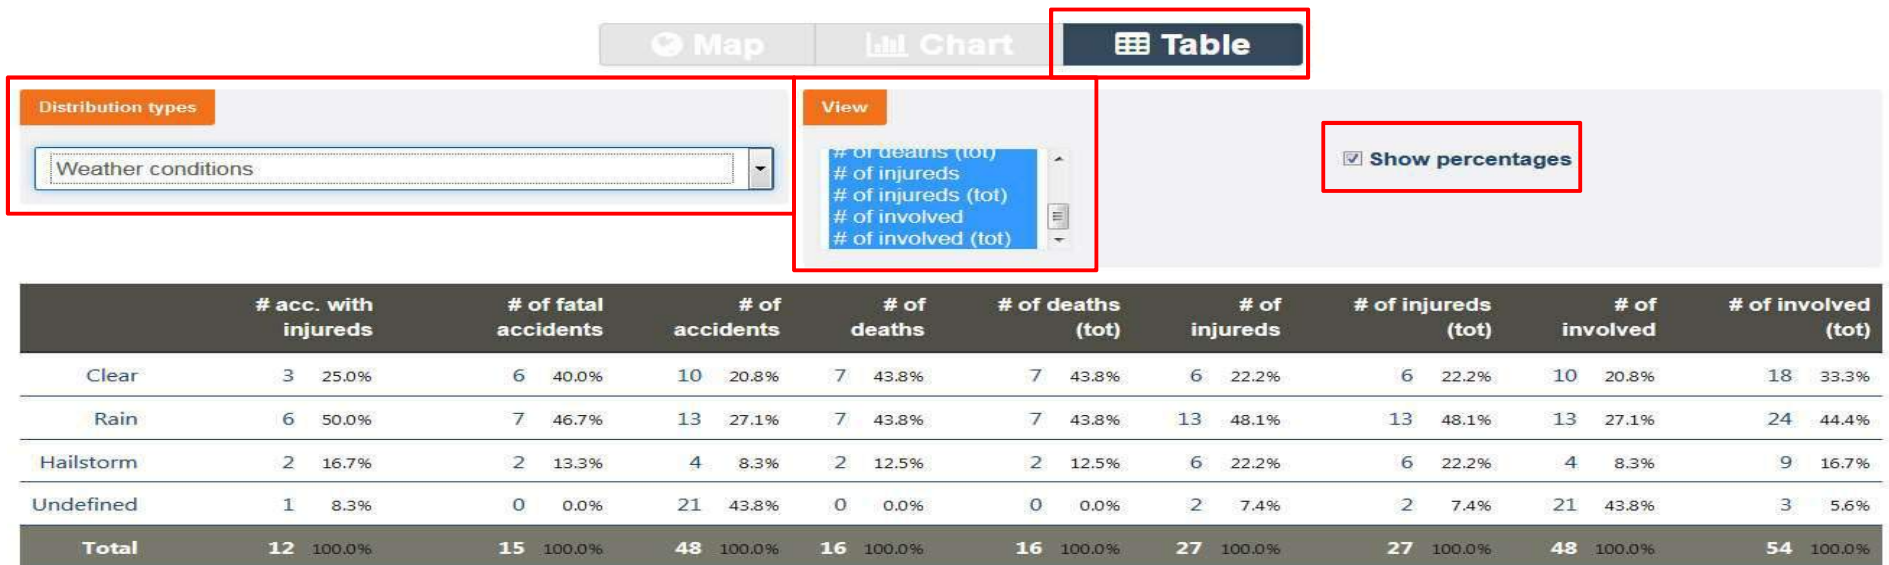 Map Chart Table
Distribution types View
Weather conditions
# of deaths (tot)
# of injureds
# of injureds (tot)
# of involved
# of involved (tot)
Show percentages
# acc. with injureds # of fatal accidents # of accidents # of deaths # of deaths (tot) # of injureds # of injureds (tot) # of involved # of involved (tot)
Clear 3 25.0% 6 40.0% 10 20.8% 7 43.8% 7 43.8% 6 22.2% 6 22.2% 10 20.8% 18 33.3%
Rain 6 50.0% 7 46.7% 13 27.1% 7 43.8% 7 43.8% 13 48.1% 13 48.1% 13 27.1% 24 44.4%
Hailstorm 2 16.7% 2 13.3% 4 8.3% 2 12.5% 2 12.5% 6 22.2% 6 22.2% 4 8.3% 9 16.7%
Undefined 1 8.3% 0 0.0% 21 43.8% 0 0.0% 0 0.0% 2 7.4% 2 7.4% 21 43.8% 3 5.6%
Total 12 100.0% 15 100.0% 48 100.0% 16 100.0% 16 100.0% 27 100.0% 27 100.0% 48 100.0% 54 100.0%